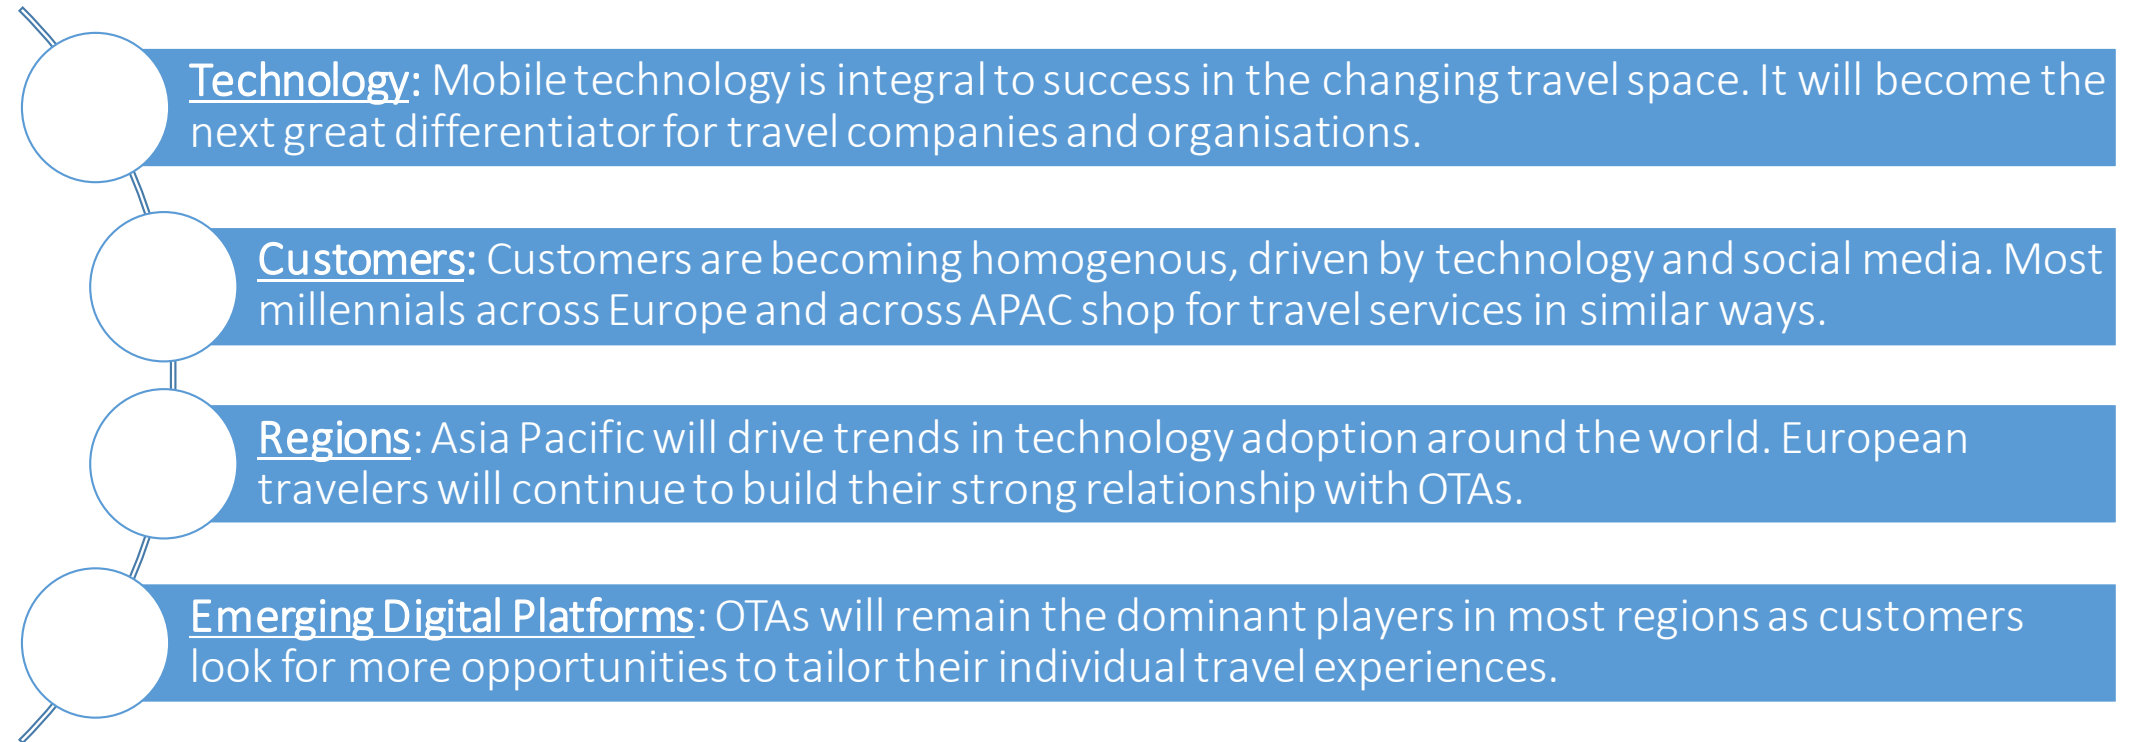 Technology: Mobile technology is integral to success in the changing travel space. It will become the
next great differentiator for travel companies and organisations.
Customers: Customers are becoming homogenous, driven by technology and social media. Most
millennials across Europe and across APAC shop for travel services in similar ways.
Regions: Asia Pacific will drive trends in technology adoption around the world. European
travelers will continue to build their strong relationship with OTAs.
Emerging Digital Platforms: OTAs will remain the dominant players in most regions as customers
look for more opportunities to tailor their individual travel experiences.